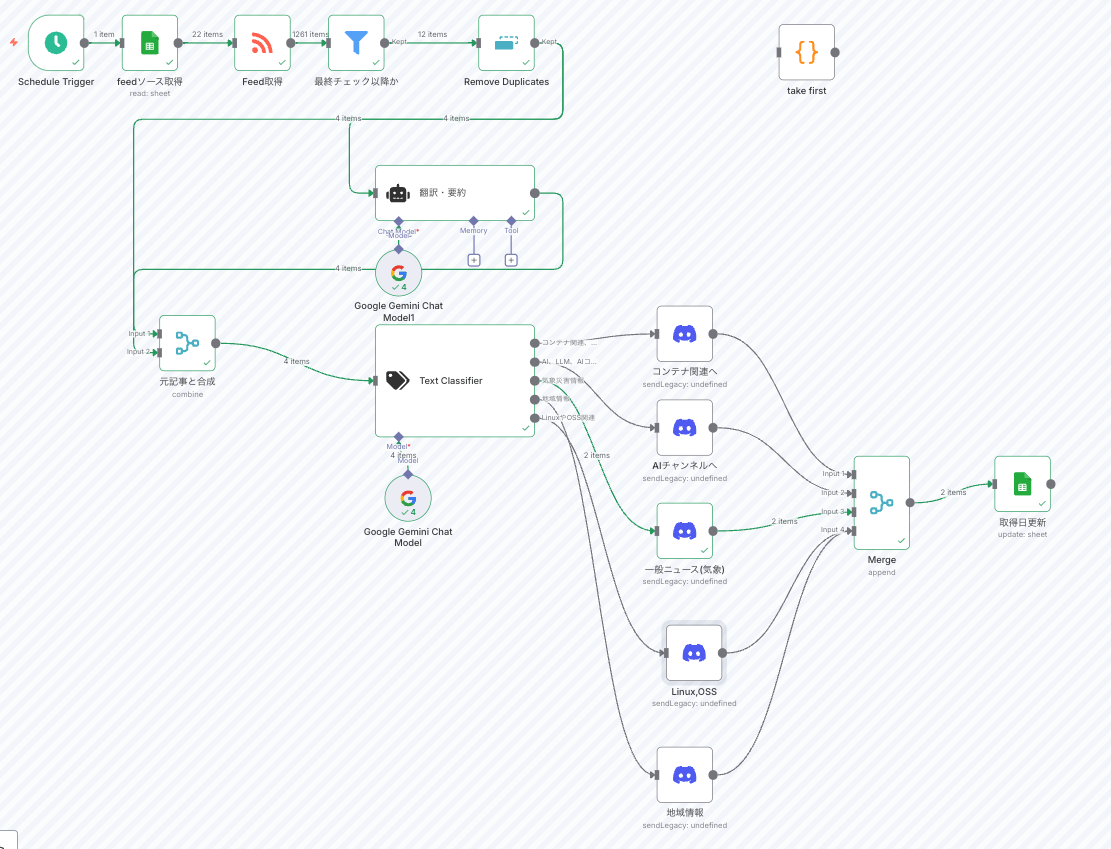 1 item
22 items
1261 items
Kept
12 items
Kept
Schedule Trigger
feedソース取得
read: sheet
Feed取得
最終チェック以降か
Remove Duplicates
take first
4 items
4 items
翻訳・要約
Chat Model*
Model
Memory
Tool
4 items
4
Google Gemini Chat
Model1
Input 1
Input 2
元記事と合成
combine
4 items
Text Classifier
コンテナ関連、...
AI、LLM、AIコ...
気象災害情報
地域情報
LinuxやOSS関連
Model*
4 items
Model
4
Google Gemini Chat
Model
2 items
コンテナ関連へ
sendLegacy: undefined
AIチャンネルへ
sendLegacy: undefined
一般ニュース(気象)
sendLegacy: undefined
Linux,OSS
sendLegacy: undefined
地域情報
sendLegacy: undefined
2 items
Input 1
Input 2
Input 3
Input 4
Merge
append
2 items
取得日更新
update: sheet